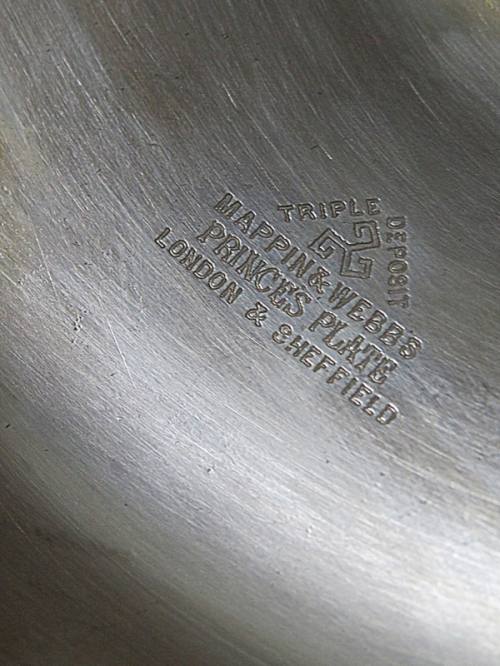 TRIPLE DEPOSIT
MAPPIN & WEBB'S
PRINCE'S PLATE
LONDON & SHEFFIELD